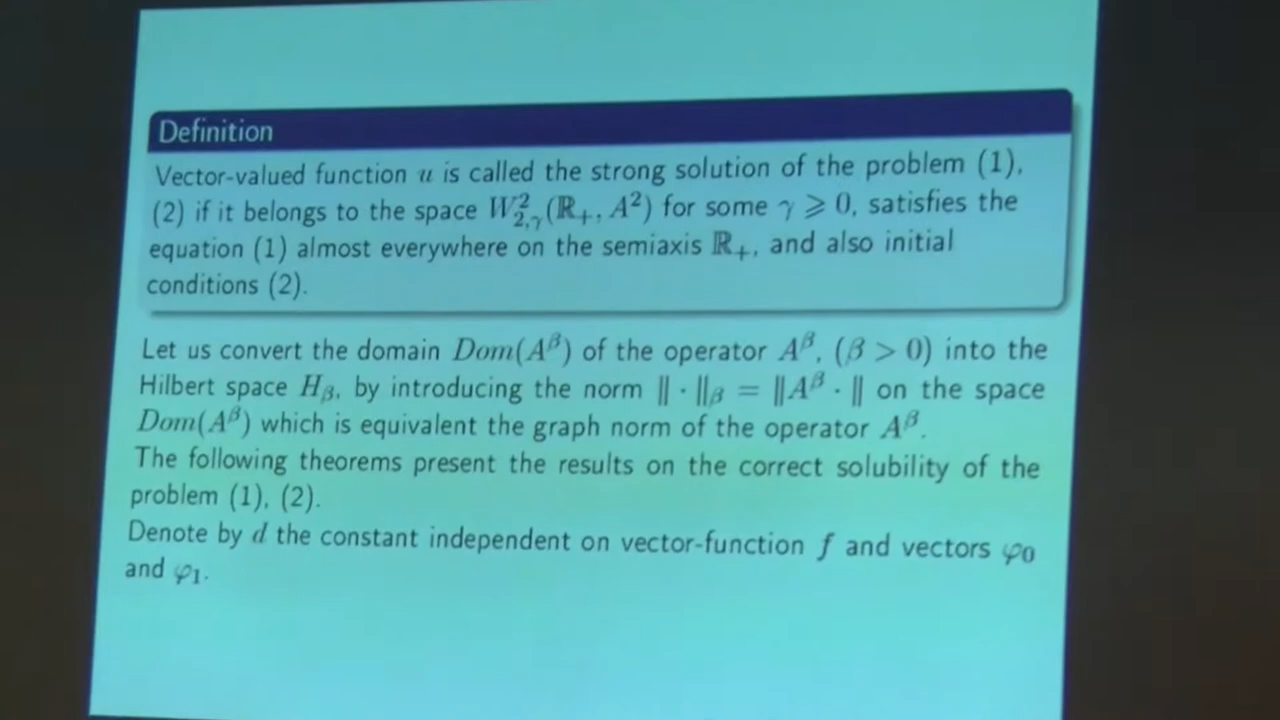 Definition
Vector-valued function u is called the strong solution of the problem (1),
(2) if it belongs to the space W²₂,γ(ℝ₊, A²) for some γ ⩾ 0, satisfies the
equation (1) almost everywhere on the semiaxis ℝ₊, and also initial
conditions (2).
Let us convert the domain Dom(A^β) of the operator A^β, (β > 0) into the
Hilbert space H_β, by introducing the norm ‖ · ‖_β = ‖A^β · ‖ on the space
Dom(A^β) which is equivalent the graph norm of the operator A^β.
The following theorems present the results on the correct solubility of the
problem (1), (2).
Denote by d the constant independent on vector-function f and vectors φ₀
and φ₁.